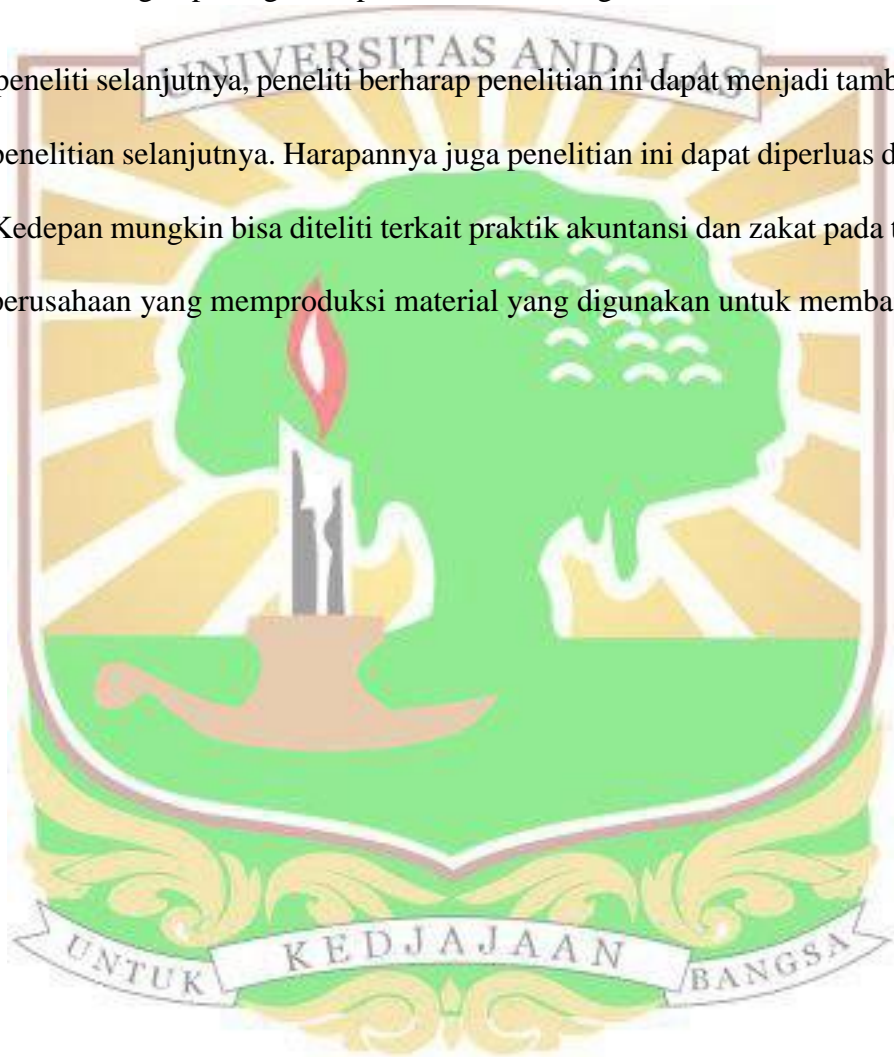 UNIVERSITAS ANDALAS
peneliti selanjutnya, peneliti berharap penelitian ini dapat menjadi tamb
penelitian selanjutnya. Harapannya juga penelitian ini dapat diperluas d
Kedepan mungkin bisa diteliti terkait praktik akuntansi dan zakat pada t
perusahaan yang memproduksi material yang digunakan untuk memba
UNTUK KEDJAJAAN BANGSA